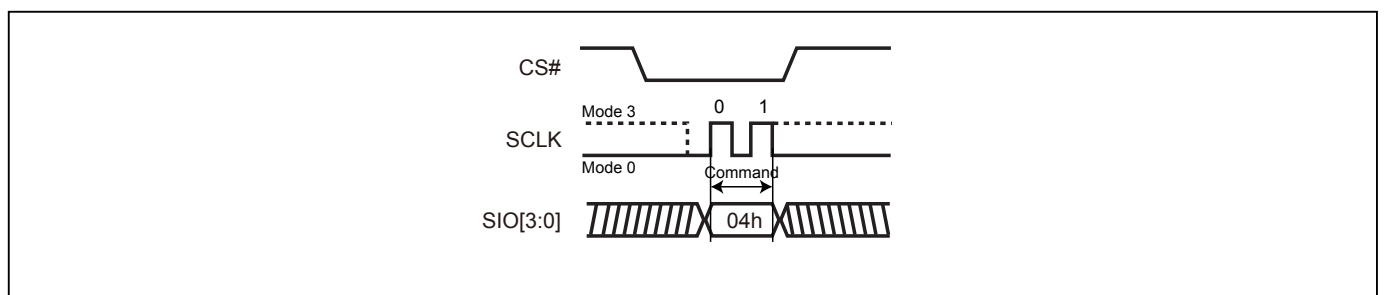 CS#
Mode 3
0 1
SCLK
Mode 0
Command
SIO[3:0]
04h